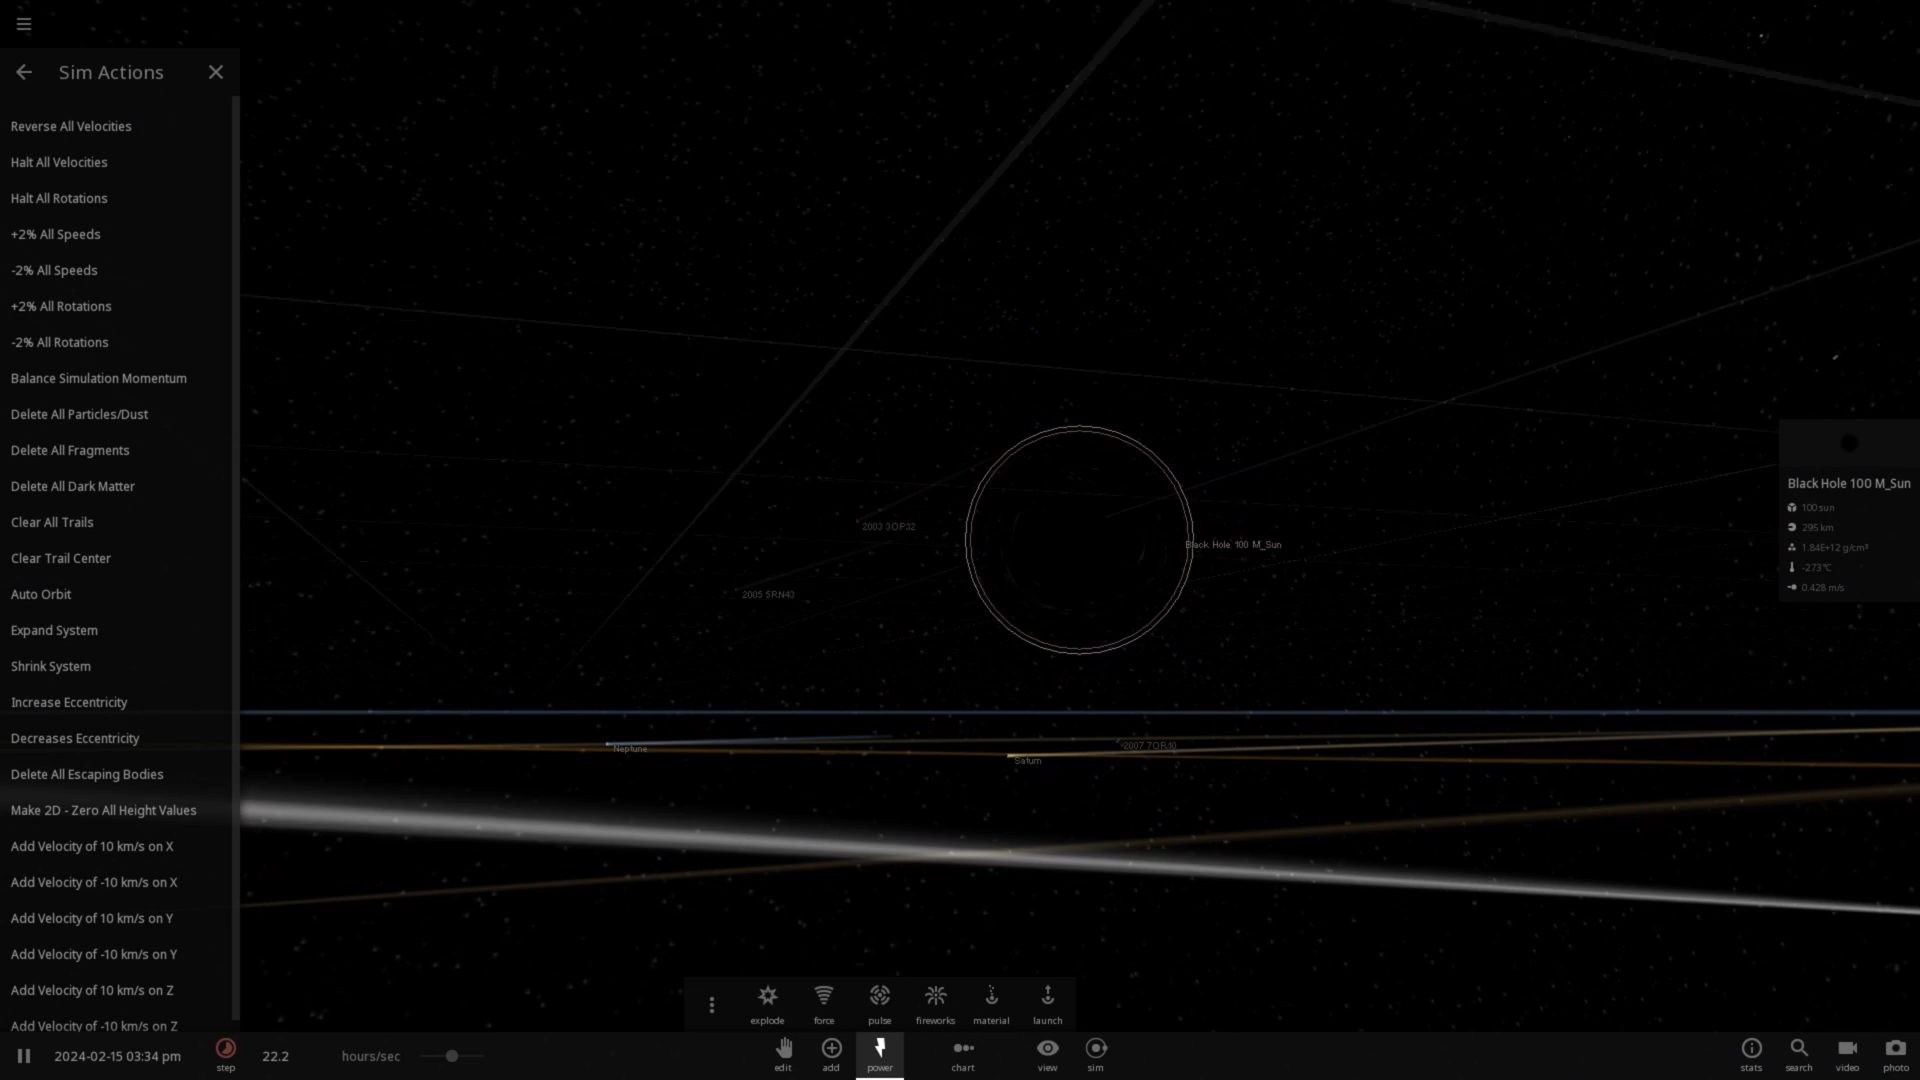 Sim Actions
Reverse All Velocities
Halt All Velocities
Halt All Rotations
+2% All Speeds
-2% All Speeds
+2% All Rotations
-2% All Rotations
Balance Simulation Momentum
Delete All Particles/Dust
Delete All Fragments
Delete All Dark Matter
Clear All Trails
Clear Trail Center
Auto Orbit
Expand System
Shrink System
Increase Eccentricity
Decreases Eccentricity
Delete All Escaping Bodies
Make 2D - Zero All Height Values
Add Velocity of 10 km/s on X
Add Velocity of -10 km/s on X
Add Velocity of 10 km/s on Y
Add Velocity of -10 km/s on Y
Add Velocity of 10 km/s on Z
Add Velocity of -10 km/s on Z
2003 3OP32
Black Hole 100 M_Sun
2005 SRN43
Neptune
Saturn
2007 7OR10
Black Hole 100 M_Sun
100 sun
295 km
1.84E+12 g/cm³
-273℃
0.428 m/s
explode force pulse fireworks material launch
2024-02-15 03:34 pm step 22.2 hours/sec
edit add power chart view sim
stats search video photo